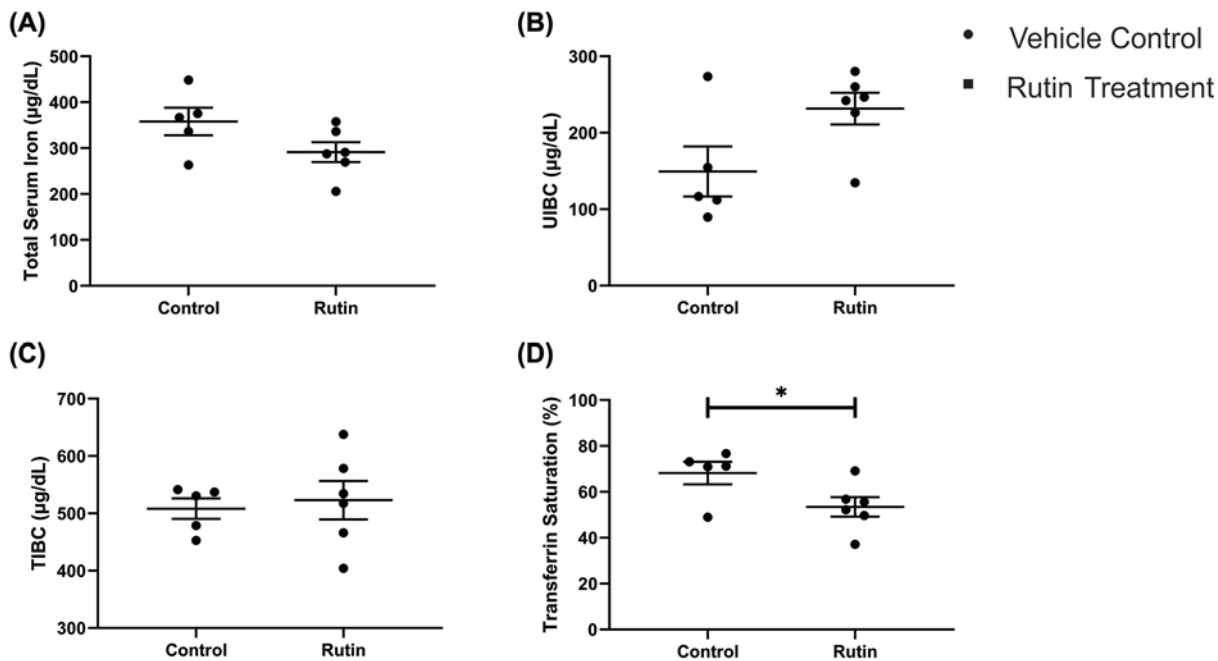 (A)
Total Serum Iron (µg/dL)
500
400
300
200
100
0
Control Rutin
(B)
UIBC (µg/dL)
300
200
100
0
Control Rutin
Vehicle Control
Rutin Treatment
(C)
TIBC (µg/dL)
700
600
500
400
300
Control Rutin
(D)
Transferrin Saturation (%)
100
80
60
40
20
0
*
Control Rutin